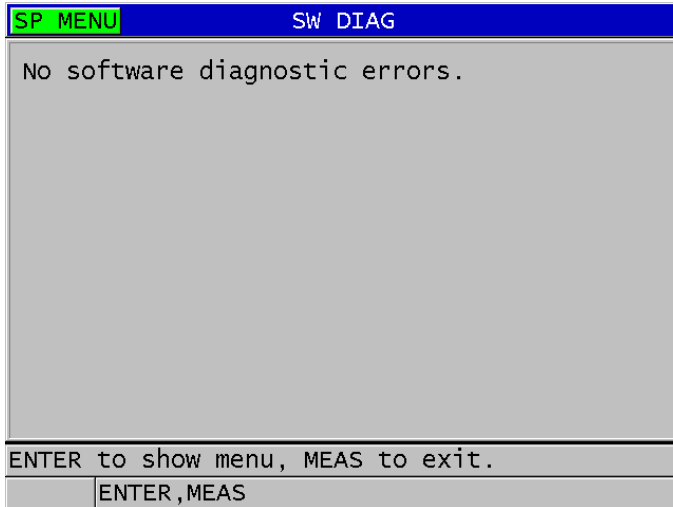 SP MENU SW DIAG
No software diagnostic errors.
ENTER to show menu, MEAS to exit.
ENTER,MEAS